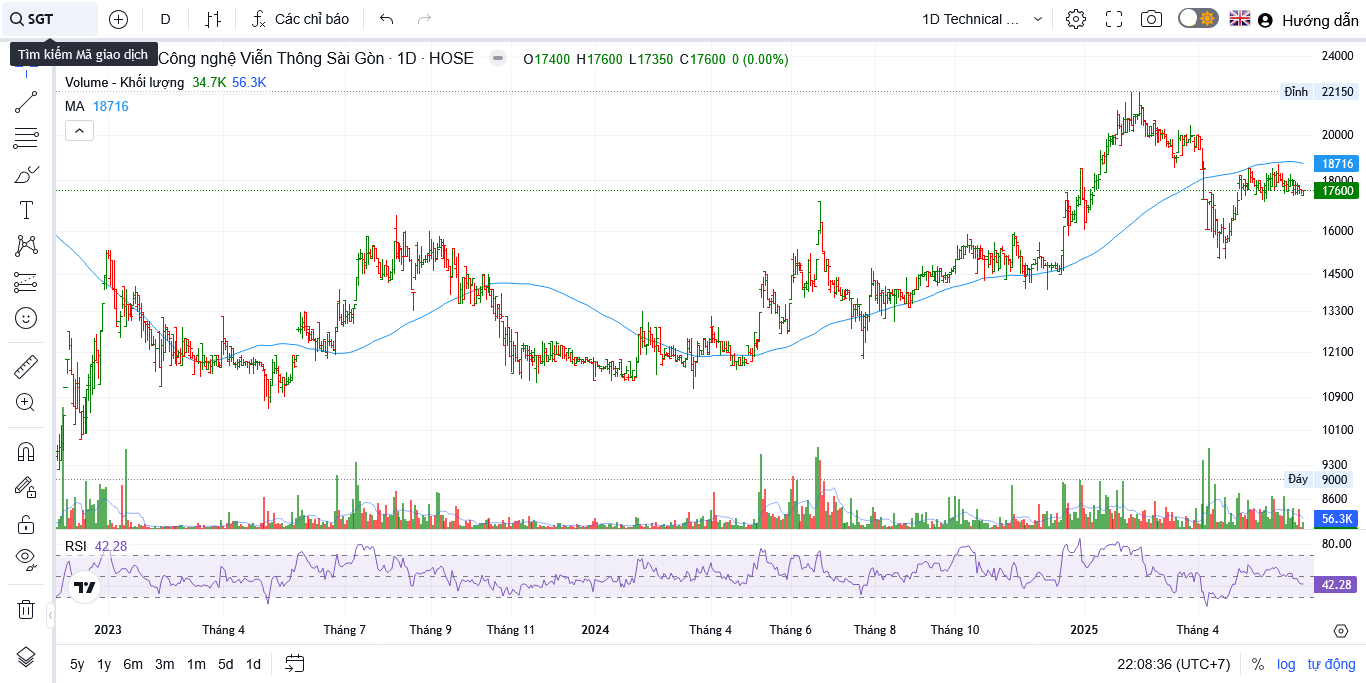 SGT
D
Các chỉ báo
1D Technical ...
Hướng dẫn
Tìm kiếm Mã giao dịch
Công nghệ Viễn Thông Sài Gòn · 1D · HOSE
O17400 H17600 L17350 C17600 0 (0.00%)
Volume - Khối lượng 34.7K 56.3K
MA 18716
24000
Đỉnh 22150
20000
18716
18000
17600
16000
14500
13300
12100
10900
10100
9300
Đáy 9000
8600
56.3K
RSI 42.28
80.00
42.28
2023 Tháng 4 Tháng 7 Tháng 9 Tháng 11 2024 Tháng 4 Tháng 6 Tháng 8 Tháng 10 2025 Tháng 4
5y 1y 6m 3m 1m 5d 1d
22:08:36 (UTC+7) % log tự động